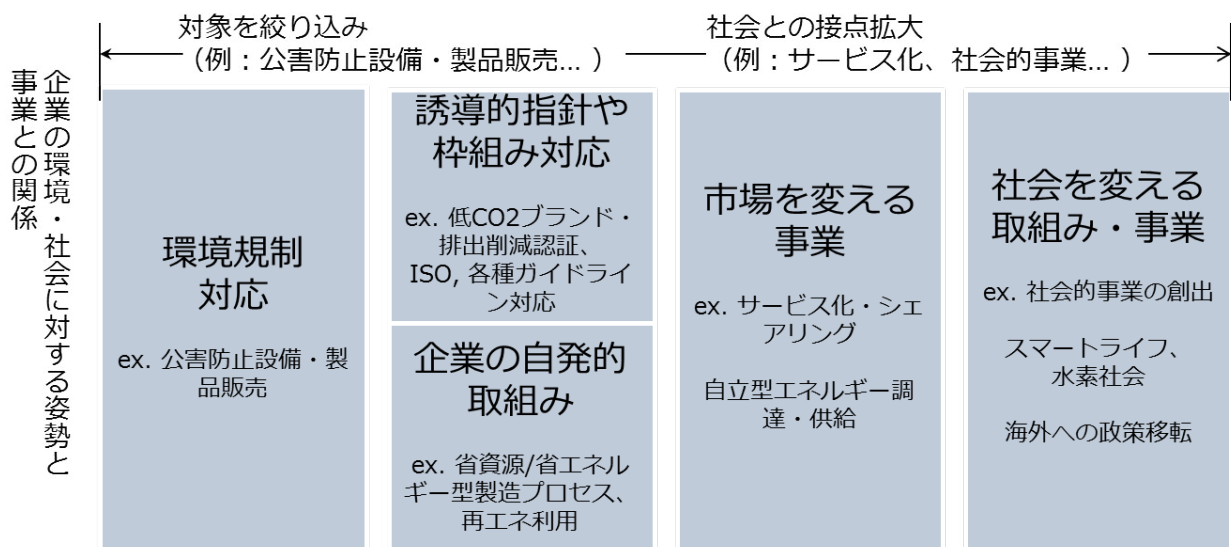 対象を絞り込み
（例：公害防止設備・製品販売... ）
社会との接点拡大
（例：サービス化、社会的事業... ）
企業の環境・社会に対する姿勢と
事業との関係
環境規制
対応
ex. 公害防止設備・製
品販売
誘導的指針や
枠組み対応
ex. 低CO2ブランド・
排出削減認証、
ISO, 各種ガイドライ
ン対応
企業の自発的
取組み
ex. 省資源/省エネル
ギー型製造プロセス、
再エネ利用
市場を変える
事業
ex. サービス化・シェ
アリング
自立型エネルギー調
達・供給
社会を変える
取組み・事業
ex. 社会的事業の創出
スマートライフ、
水素社会
海外への政策移転